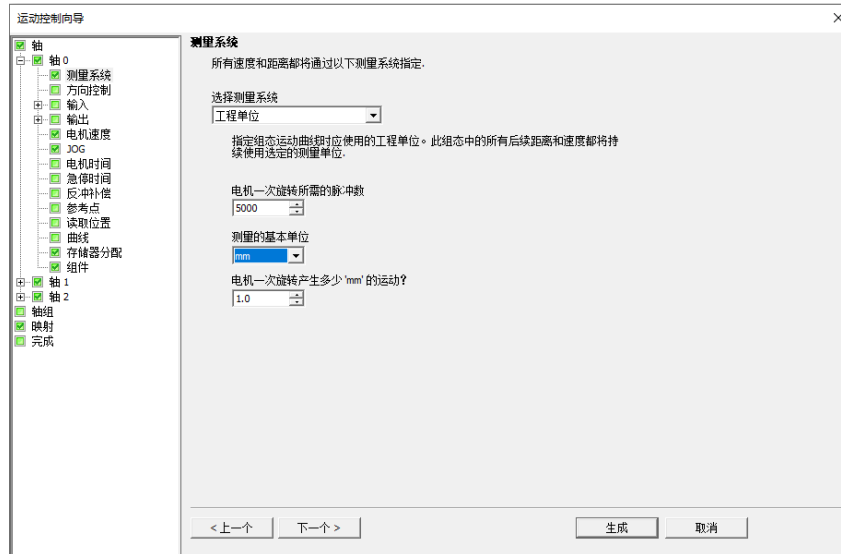 运动控制向导
轴
轴 0
测量系统
方向控制
输入
输出
电机速度
JOG
电机时间
急停时间
反冲补偿
参考点
读取位置
曲线
存储器分配
组件
轴 1
轴 2
轴组
映射
完成
测量系统
所有速度和距离都将通过以下测量系统指定.
选择测量系统
工程单位
指定组态运动曲线时应使用的工程单位。此组态中的所有后续距离和速度都将持
续使用选定的测量单位.
电机一次旋转所需的脉冲数
5000
测量的基本单位
mm
电机一次旋转产生多少 'mm' 的运动?
1.0
<上一个
下一个 >
生成
取消